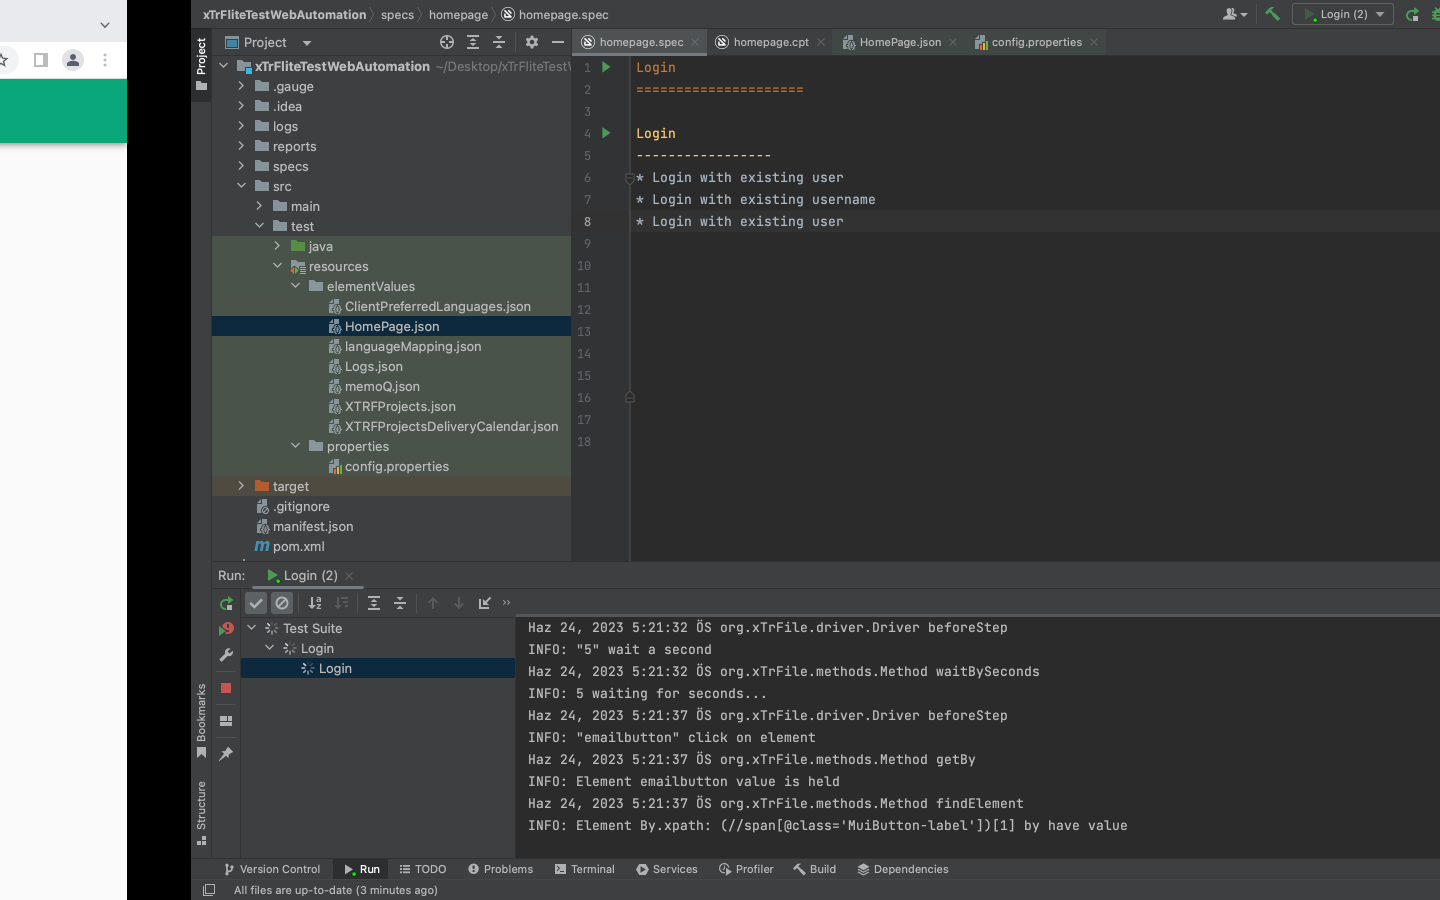 xTrFliteTestWebAutomation specs homepage homepage.spec
Login (2)
Project
homepage.spec homepage.cpt HomePage.json config.properties
Project
xTrFliteTestWebAutomation ~/Desktop/xTrFliteTest
.gauge
.idea
logs
reports
specs
src
main
test
java
resources
elementValues
ClientPreferredLanguages.json
HomePage.json
languageMapping.json
Logs.json
memoQ.json
XTRFProjects.json
XTRFProjectsDeliveryCalendar.json
properties
config.properties
target
.gitignore
manifest.json
pom.xml
1 Login
2 =====================
3
4 Login
5 -----------------
6 * Login with existing user
7 * Login with existing username
8 * Login with existing user
9
10
11
12
13
14
15
16
17
18
Run: Login (2)
Test Suite
Login
Login
Haz 24, 2023 5:21:32 ÖS org.xTrFile.driver.Driver beforeStep
INFO: "5" wait a second
Haz 24, 2023 5:21:32 ÖS org.xTrFile.methods.Method waitBySeconds
INFO: 5 waiting for seconds...
Haz 24, 2023 5:21:37 ÖS org.xTrFile.driver.Driver beforeStep
INFO: "emailbutton" click on element
Haz 24, 2023 5:21:37 ÖS org.xTrFile.methods.Method getBy
INFO: Element emailbutton value is held
Haz 24, 2023 5:21:37 ÖS org.xTrFile.methods.Method findElement
INFO: Element By.xpath: (//span[@class='MuiButton-label'])[1] by have value
Bookmarks
Structure
Version Control Run TODO Problems Terminal Services Profiler Build Dependencies
All files are up-to-date (3 minutes ago)